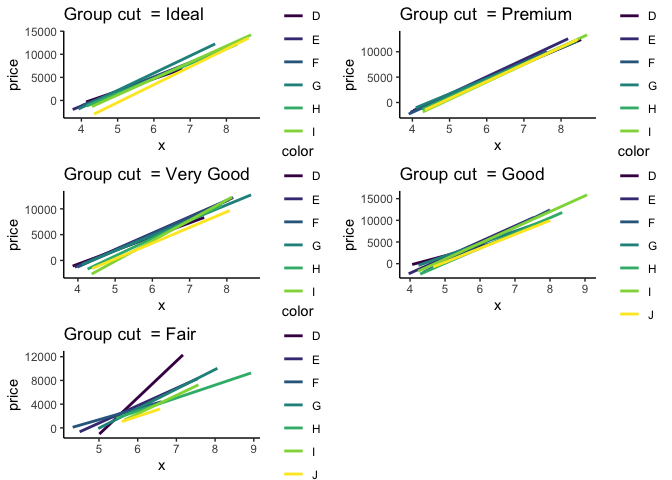 Group cut  = Ideal
price
15000
10000
5000
0
4
5
6
7
8
x
D
E
F
G
H
I
Group cut  = Premium
price
10000
5000
0
4
5
6
7
8
9
x
D
E
F
G
H
I
Group cut  = Very Good
price
10000
5000
0
4
5
6
7
8
x
color
D
E
F
G
H
I
Group cut  = Good
price
15000
10000
5000
0
4
5
6
7
8
9
x
color
D
E
F
G
H
I
J
Group cut  = Fair
price
12000
8000
4000
0
5
6
7
8
9
x
color
D
E
F
G
H
I
J